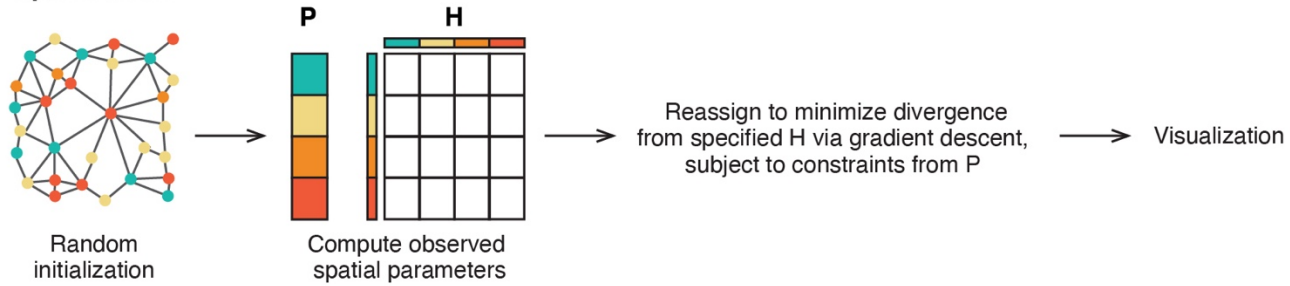 P
H
Random
initialization
Compute observed
spatial parameters
Reassign to minimize divergence
from specified H via gradient descent,
subject to constraints from P
Visualization